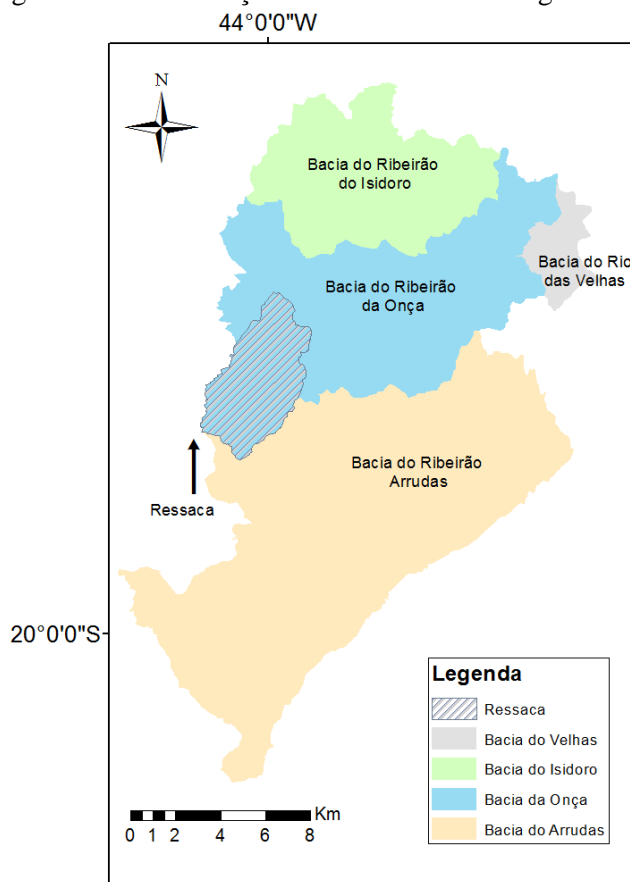 44°0'0"W
N
Bacia do Ribeirão
do Isidoro
Bacia do Rio
das Velhas
Bacia do Ribeirão
da Onça
Bacia do Ribeirão
Arrudas
Ressaca
20°0'0"S
Legenda
Ressaca
Bacia do Velhas
Bacia do Isidoro
Bacia da Onça
Bacia do Arrudas
Km
0 1 2 4 6 8